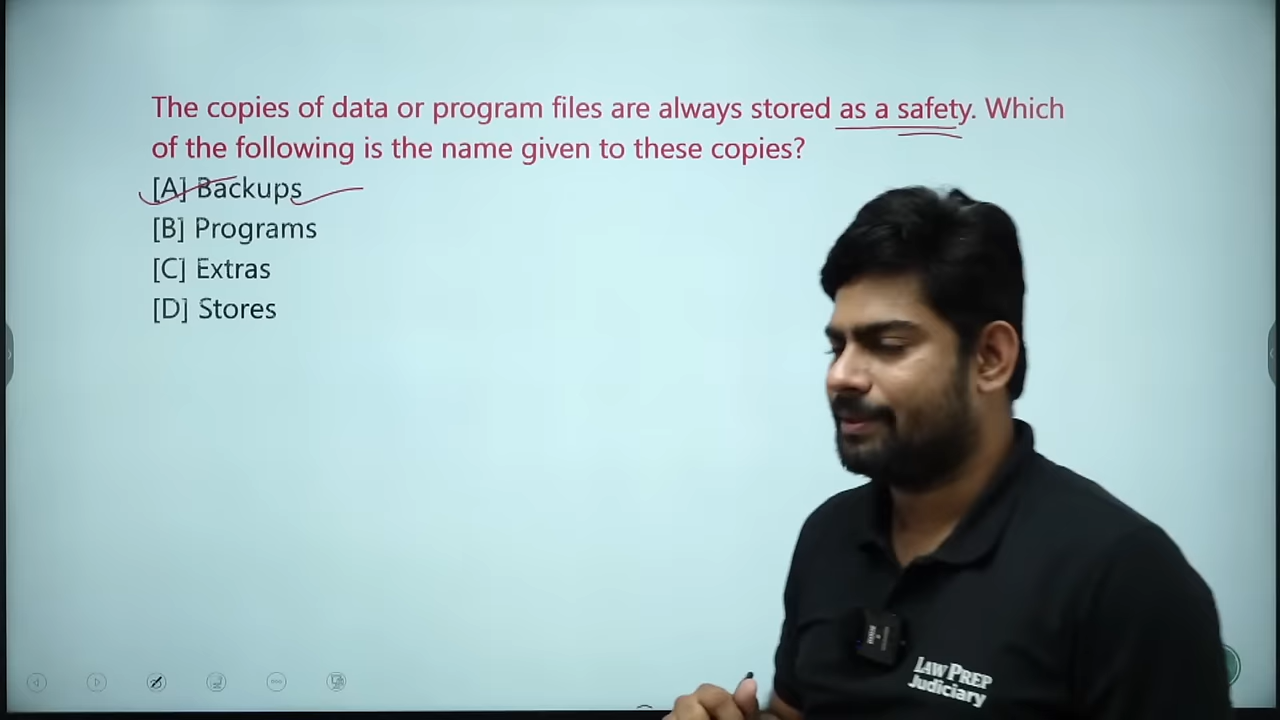 The copies of data or program files are always stored as a safety. Which
of the following is the name given to these copies?
[A] Backups
[B] Programs
[C] Extras
[D] Stores
LAW PREP
Judiciary